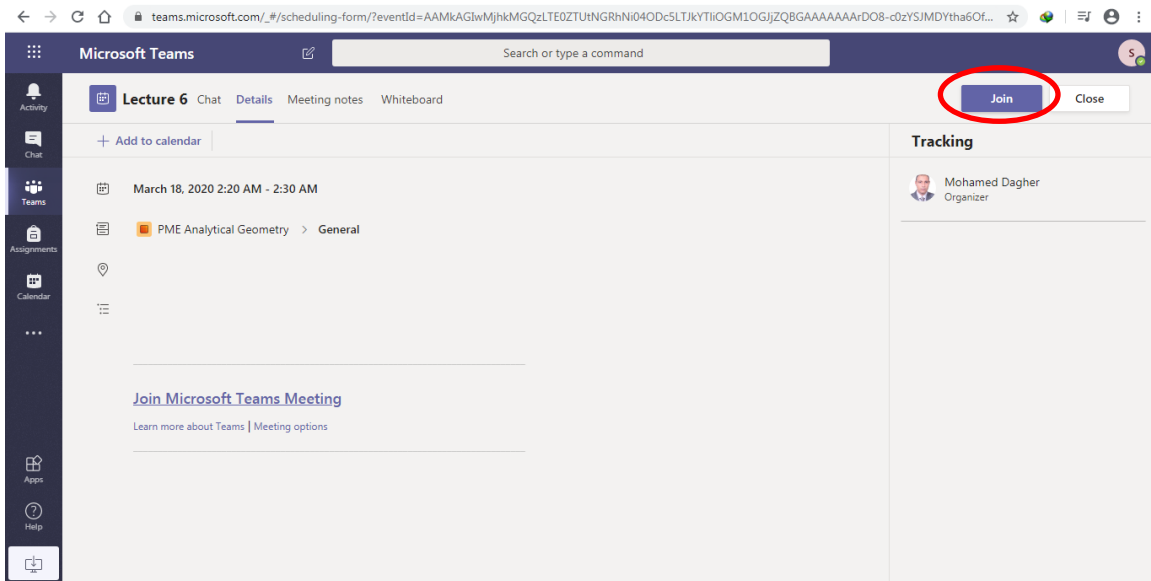 teams.microsoft.com/_#/scheduling-form/?eventId=AAMkAGIwMjhkMGQzLTE0ZTUtNGRhNi04ODc5LTJkYTIiOGM1OGJjZQBGAAAAAAArDO8-c0zYSJMDYtha6Of...
Microsoft Teams
Search or type a command
S
Activity
Chat
Teams
Assignments
Calendar
...
Apps
Help
Lecture 6 Chat Details Meeting notes Whiteboard
Join
Close
+ Add to calendar
March 18, 2020 2:20 AM - 2:30 AM
PME Analytical Geometry > General
Join Microsoft Teams Meeting
Learn more about Teams | Meeting options
Tracking
Mohamed Dagher
Organizer